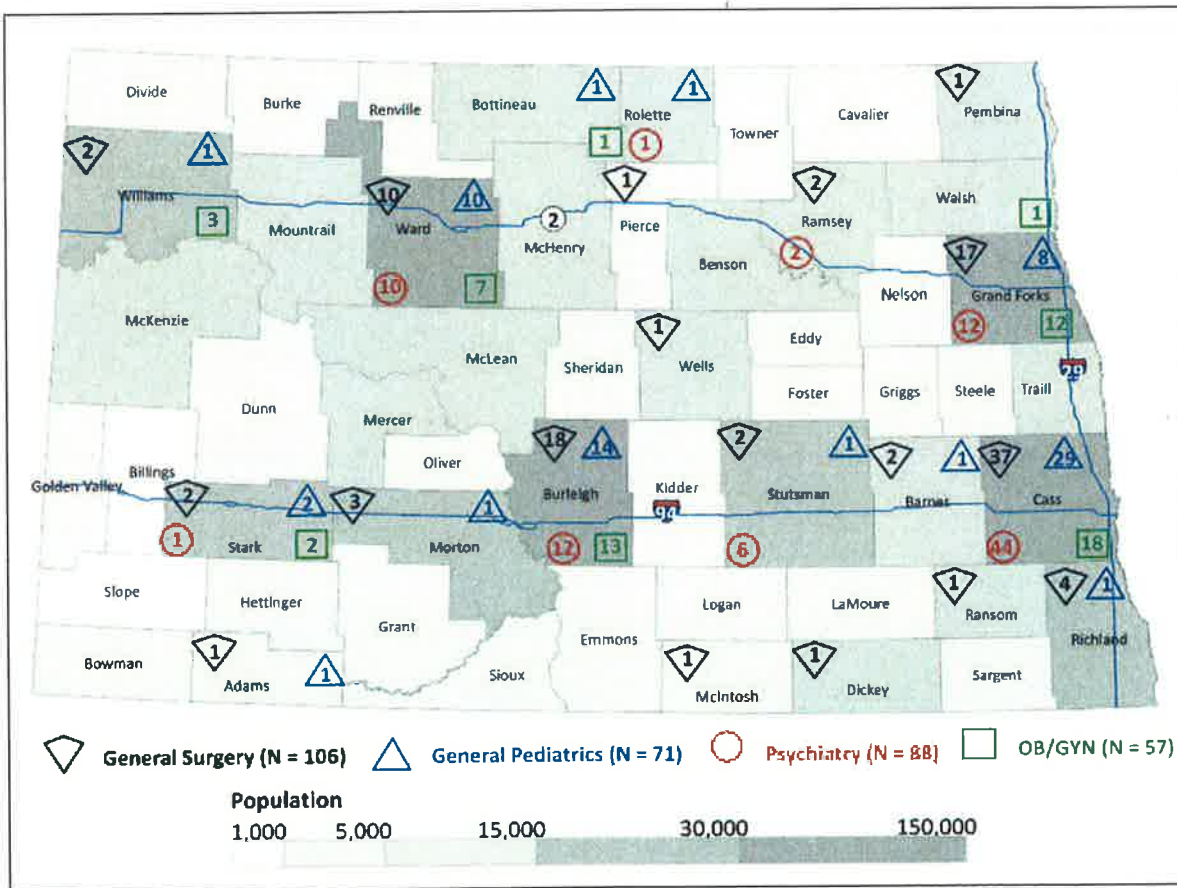 Divide
Burke
Renville
Bottineau
1
Rolette
1
Towner
Cavalier
1
Pembina
2
Williams
1
3
Mountrail
10
Ward
10
10
7
2
McHenry
1
1
1
Pierce
2
Ramsey
Walsh
1
Benson
2
Nelson
17
8
Grand Forks
12
12
McKenzie
McLean
Sheridan
1
Wells
Eddy
Foster
Griggs
Steele
Traill
29
Dunn
Mercer
Oliver
Golden Valley
Billings
2
2
1
Stark
2
3
1
Morton
18
14
Burleigh
12
13
Kidder
94
2
1
Stutsman
6
2
1
Barnes
37
29
Cass
44
18
Slope
Hettinger
Grant
Bowman
1
Adams
1
Sioux
Emmons
Logan
LaMoure
1
Ransom
4
1
Richland
1
McIntosh
1
Dickey
Sargent
General Surgery (N = 106)
General Pediatrics (N = 71)
Psychiatry (N = 88)
OB/GYN (N = 57)
Population
1,000 5,000 15,000 30,000 150,000